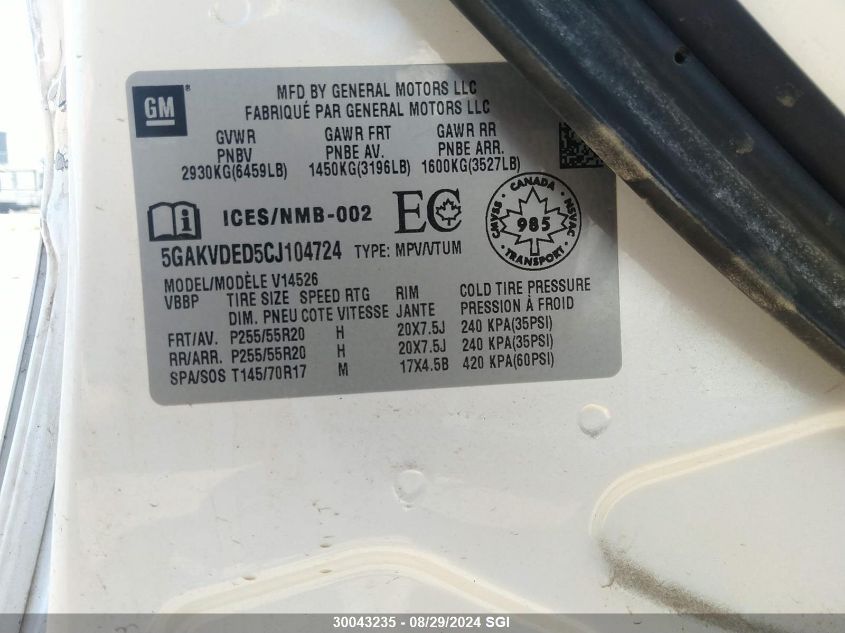 GM
MFD BY GENERAL MOTORS LLC
FABRIQUÉ PAR GENERAL MOTORS LLC
GVWR GAWR FRT GAWR RR
PNBV PNBE AV. PNBE ARR.
2930KG(6459LB) 1450KG(3196LB) 1600KG(3527LB)
ICES/NMB-002 EC
CANADA
CMVSS NSVAC
985
TRANSPORT
5GAKVDED5CJ104724 TYPE: MPV/VTUM
MODEL/MODÈLE V14526
VBBP TIRE SIZE SPEED RTG RIM COLD TIRE PRESSURE
DIM. PNEU COTE VITESSE JANTE PRESSION À FROID
FRT/AV. P255/55R20 H 20X7.5J 240 KPA(35PSI)
RR/ARR. P255/55R20 H 20X7.5J 240 KPA(35PSI)
SPA/SOS T145/70R17 M 17X4.5B 420 KPA(60PSI)
30043235 - 08/29/2024 SGI